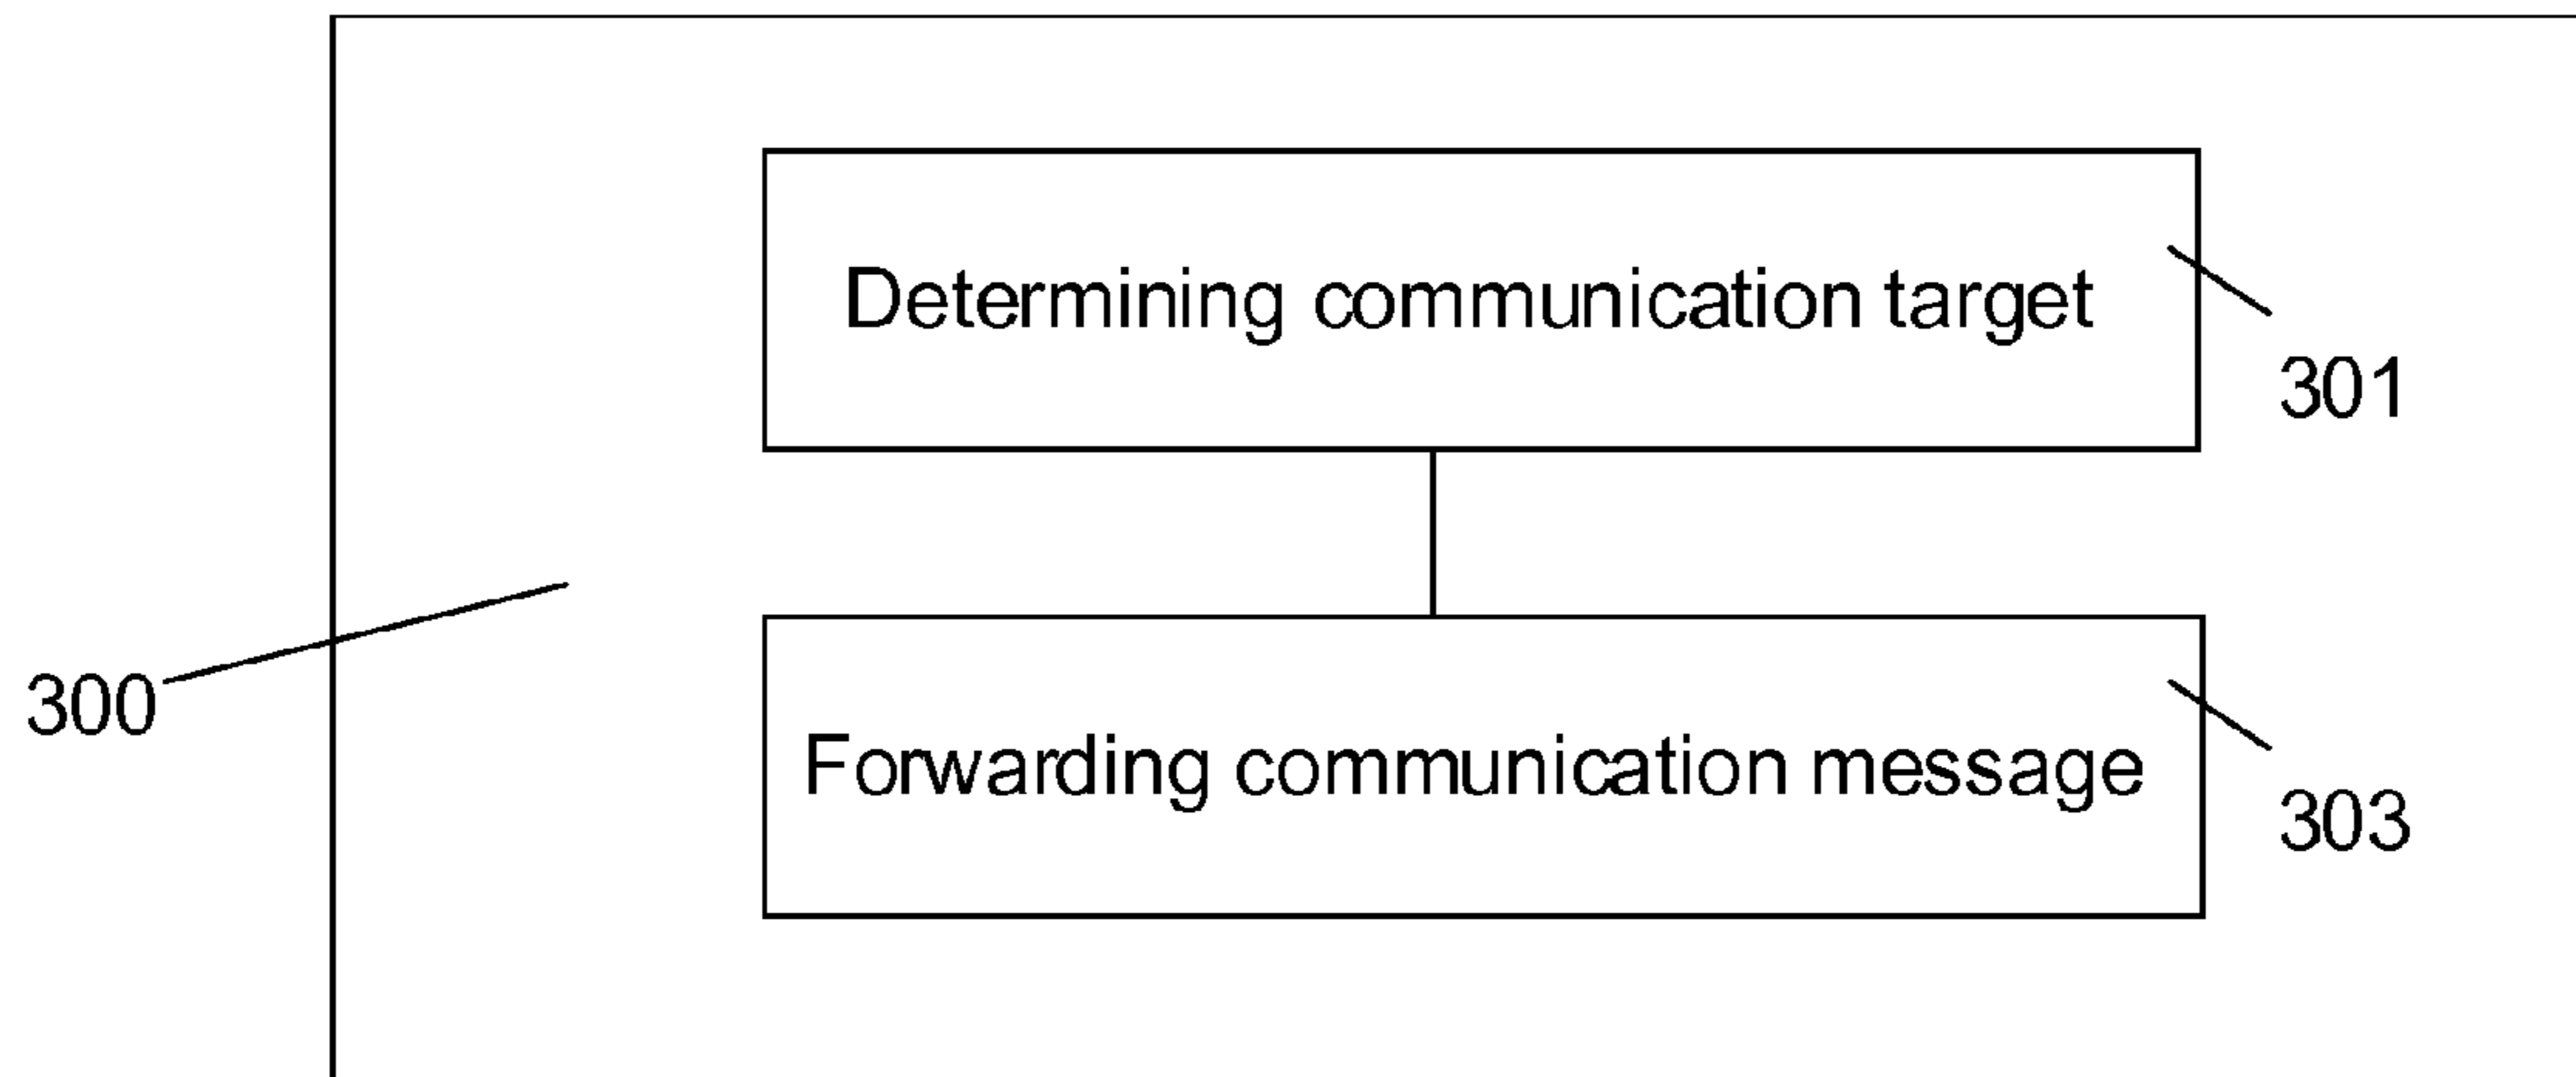 Determining communication target
301
300
Forwarding communication message
303